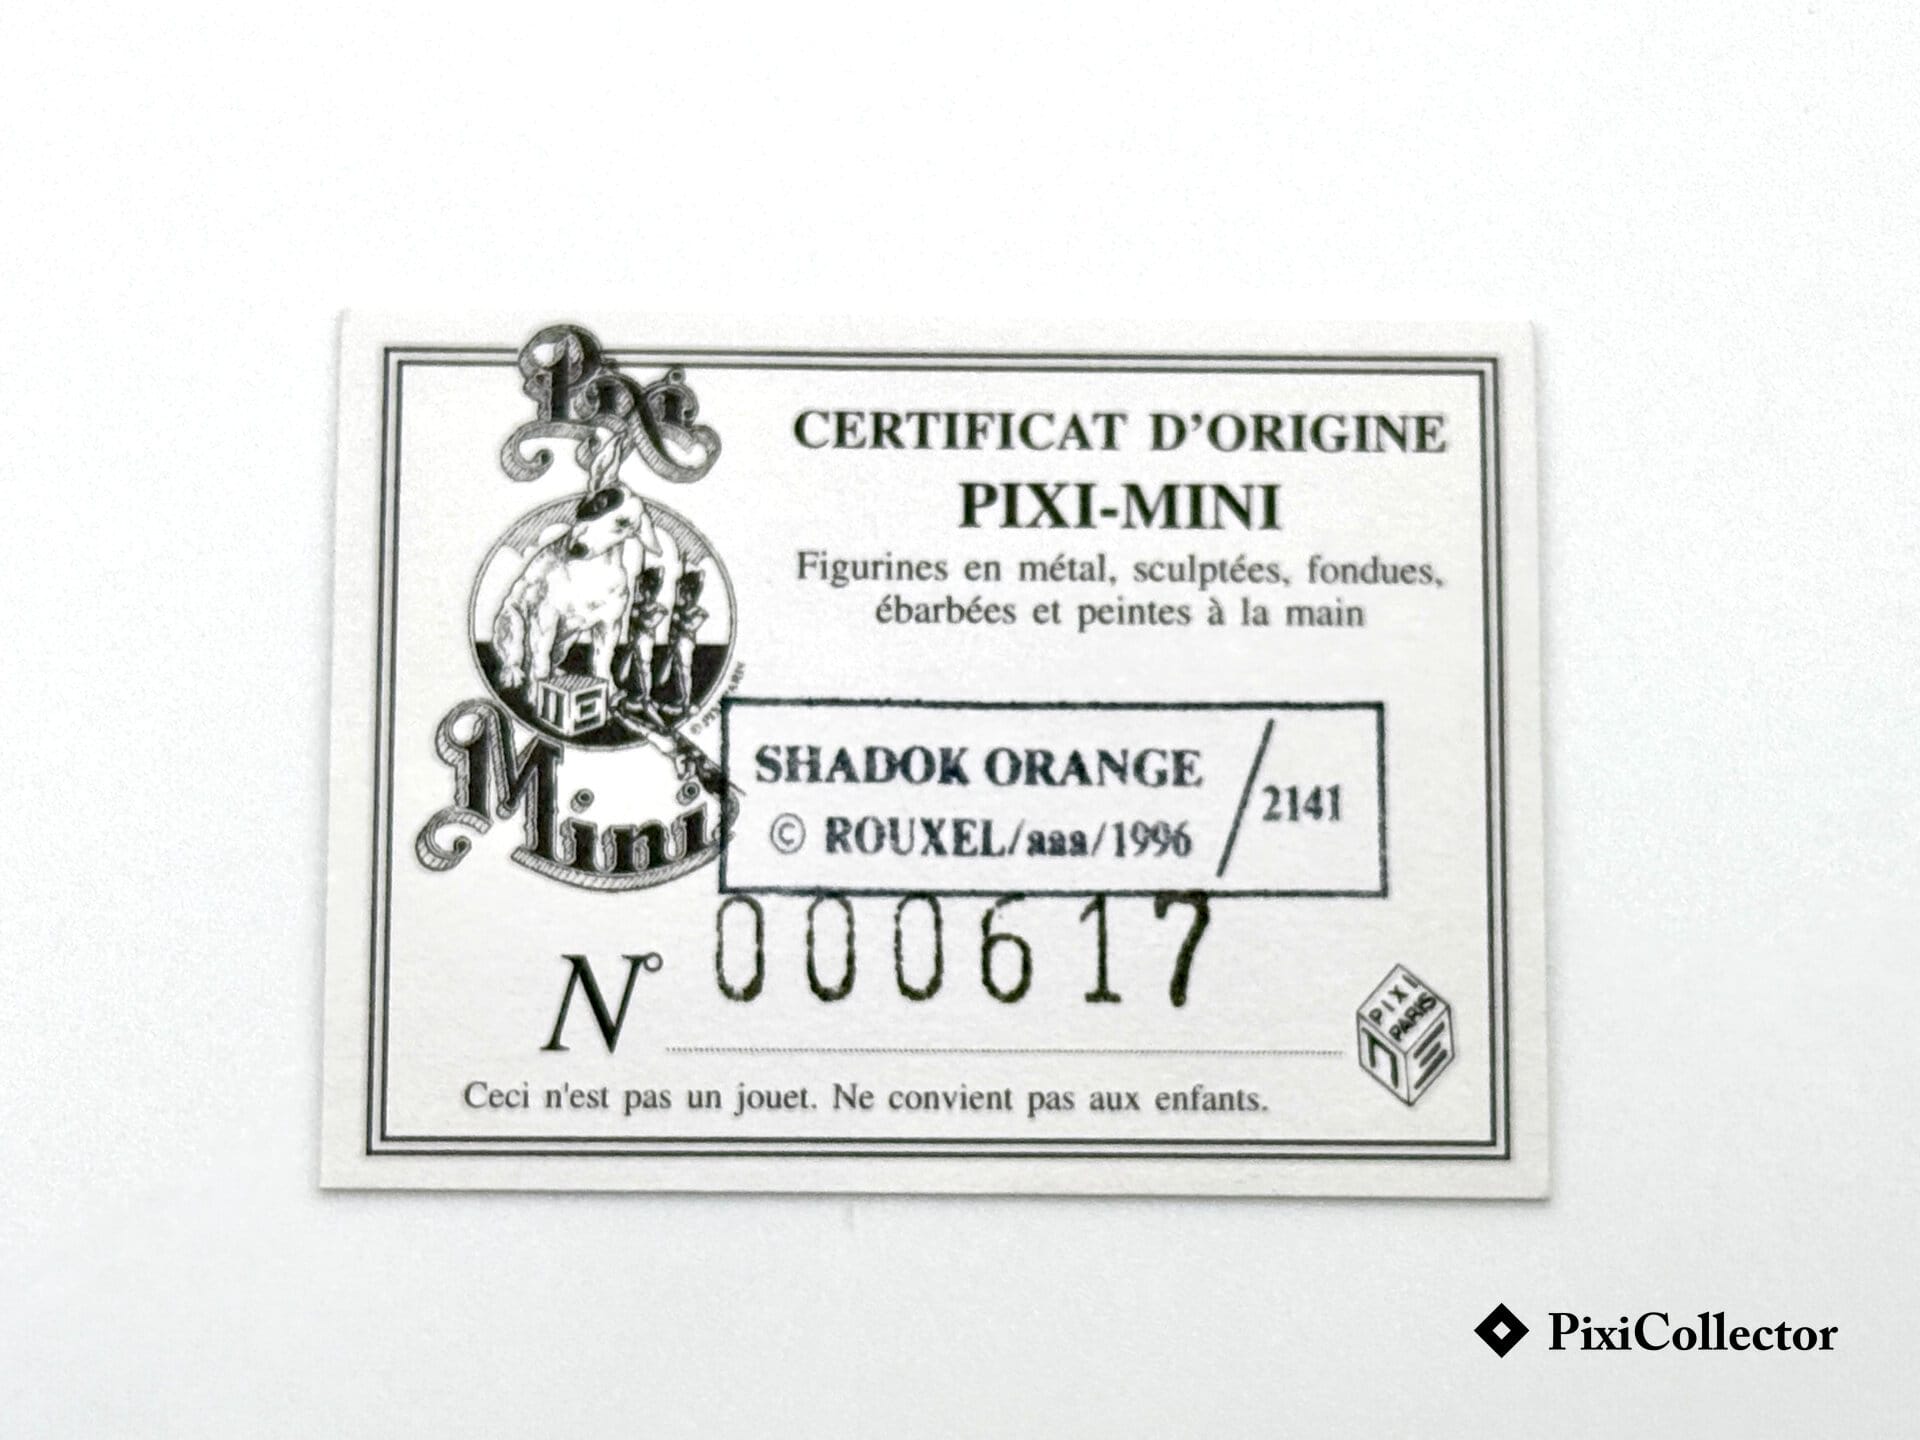 Pixi
Mini
CERTIFICAT D'ORIGINE
PIXI-MINI
Figurines en métal, sculptées, fondues,
ébarbées et peintes à la main
SHADOK ORANGE
© ROUXEL/aaa/1996
/2141
N° 000617
PIXI
PARIS
Ceci n'est pas un jouet. Ne convient pas aux enfants.
PixiCollector